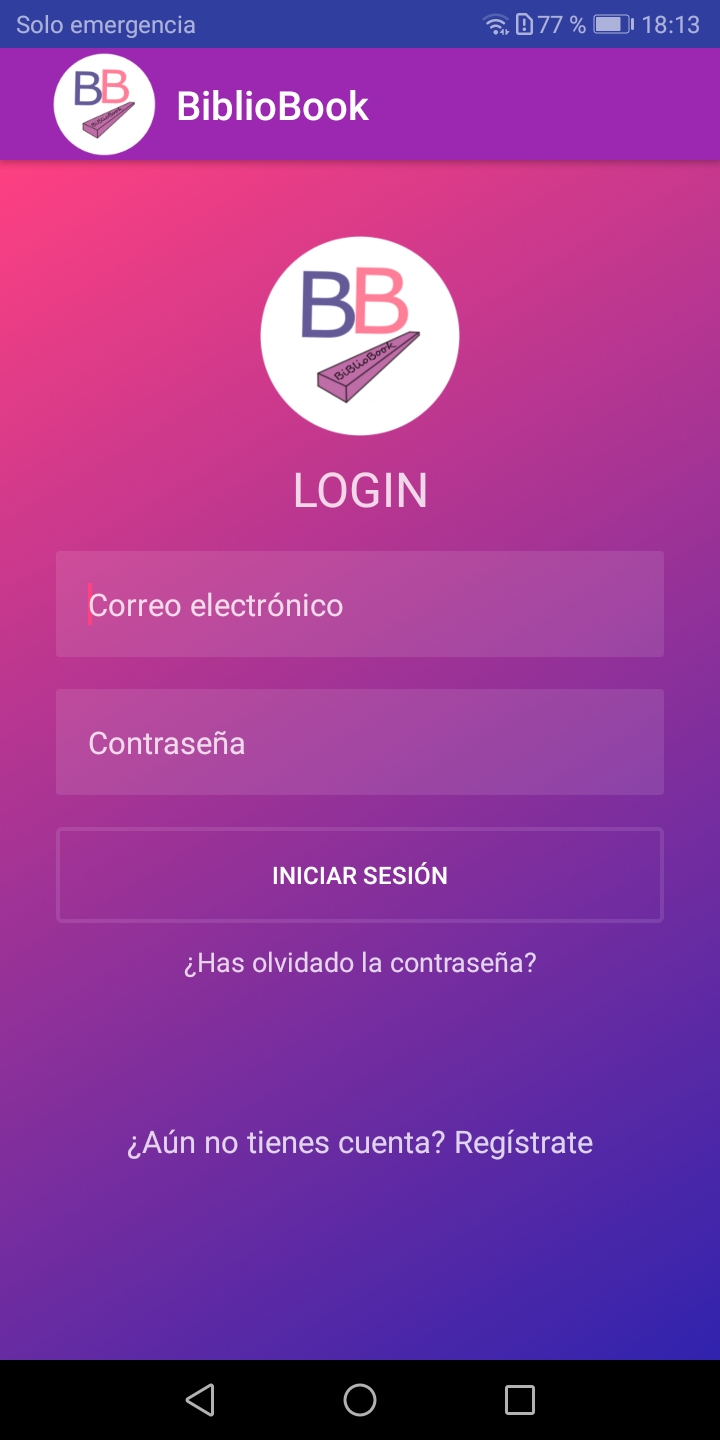 Solo emergencia 77 % 18:13
BB
BiBlioBook
BiblioBook
BB
BiBlioBook
LOGIN
Correo electrónico
Contraseña
INICIAR SESIÓN
¿Has olvidado la contraseña?
¿Aún no tienes cuenta? Regístrate